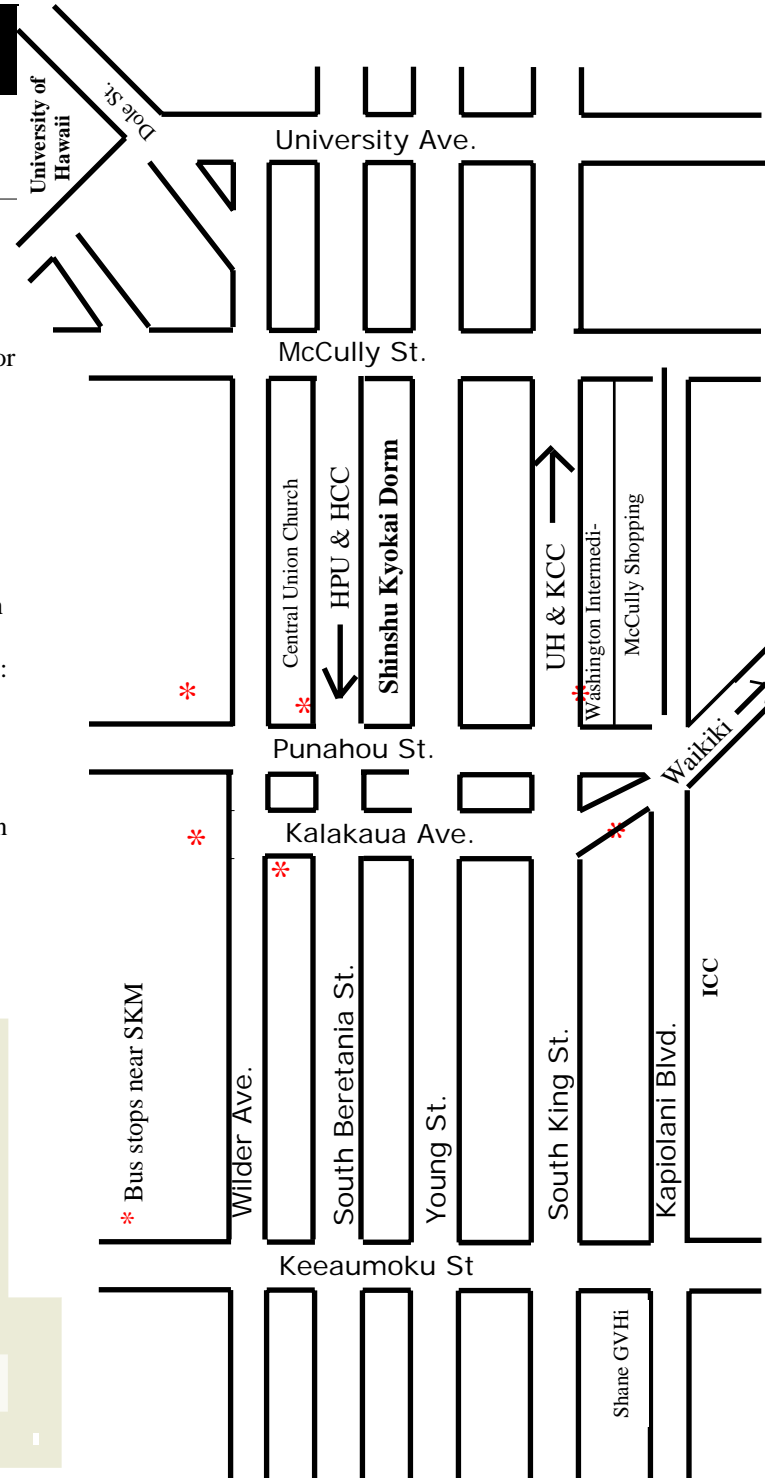 University of
Hawaii
Dole St.
University Ave.
or
McCully St.
Central Union Church
HPU & HCC
Shinshu Kyokai Dorm
UH & KCC
Washington Intermedi-
McCully Shopping
n
:
*
*
*
Punahou St.
Waikiki
n
*
Kalakaua Ave.
*
*
ICC
* Bus stops near SKM
Wilder Ave.
South Beretania St.
Young St.
South King St.
Kapiolani Blvd.
Keeaumoku St
Shane GVHi